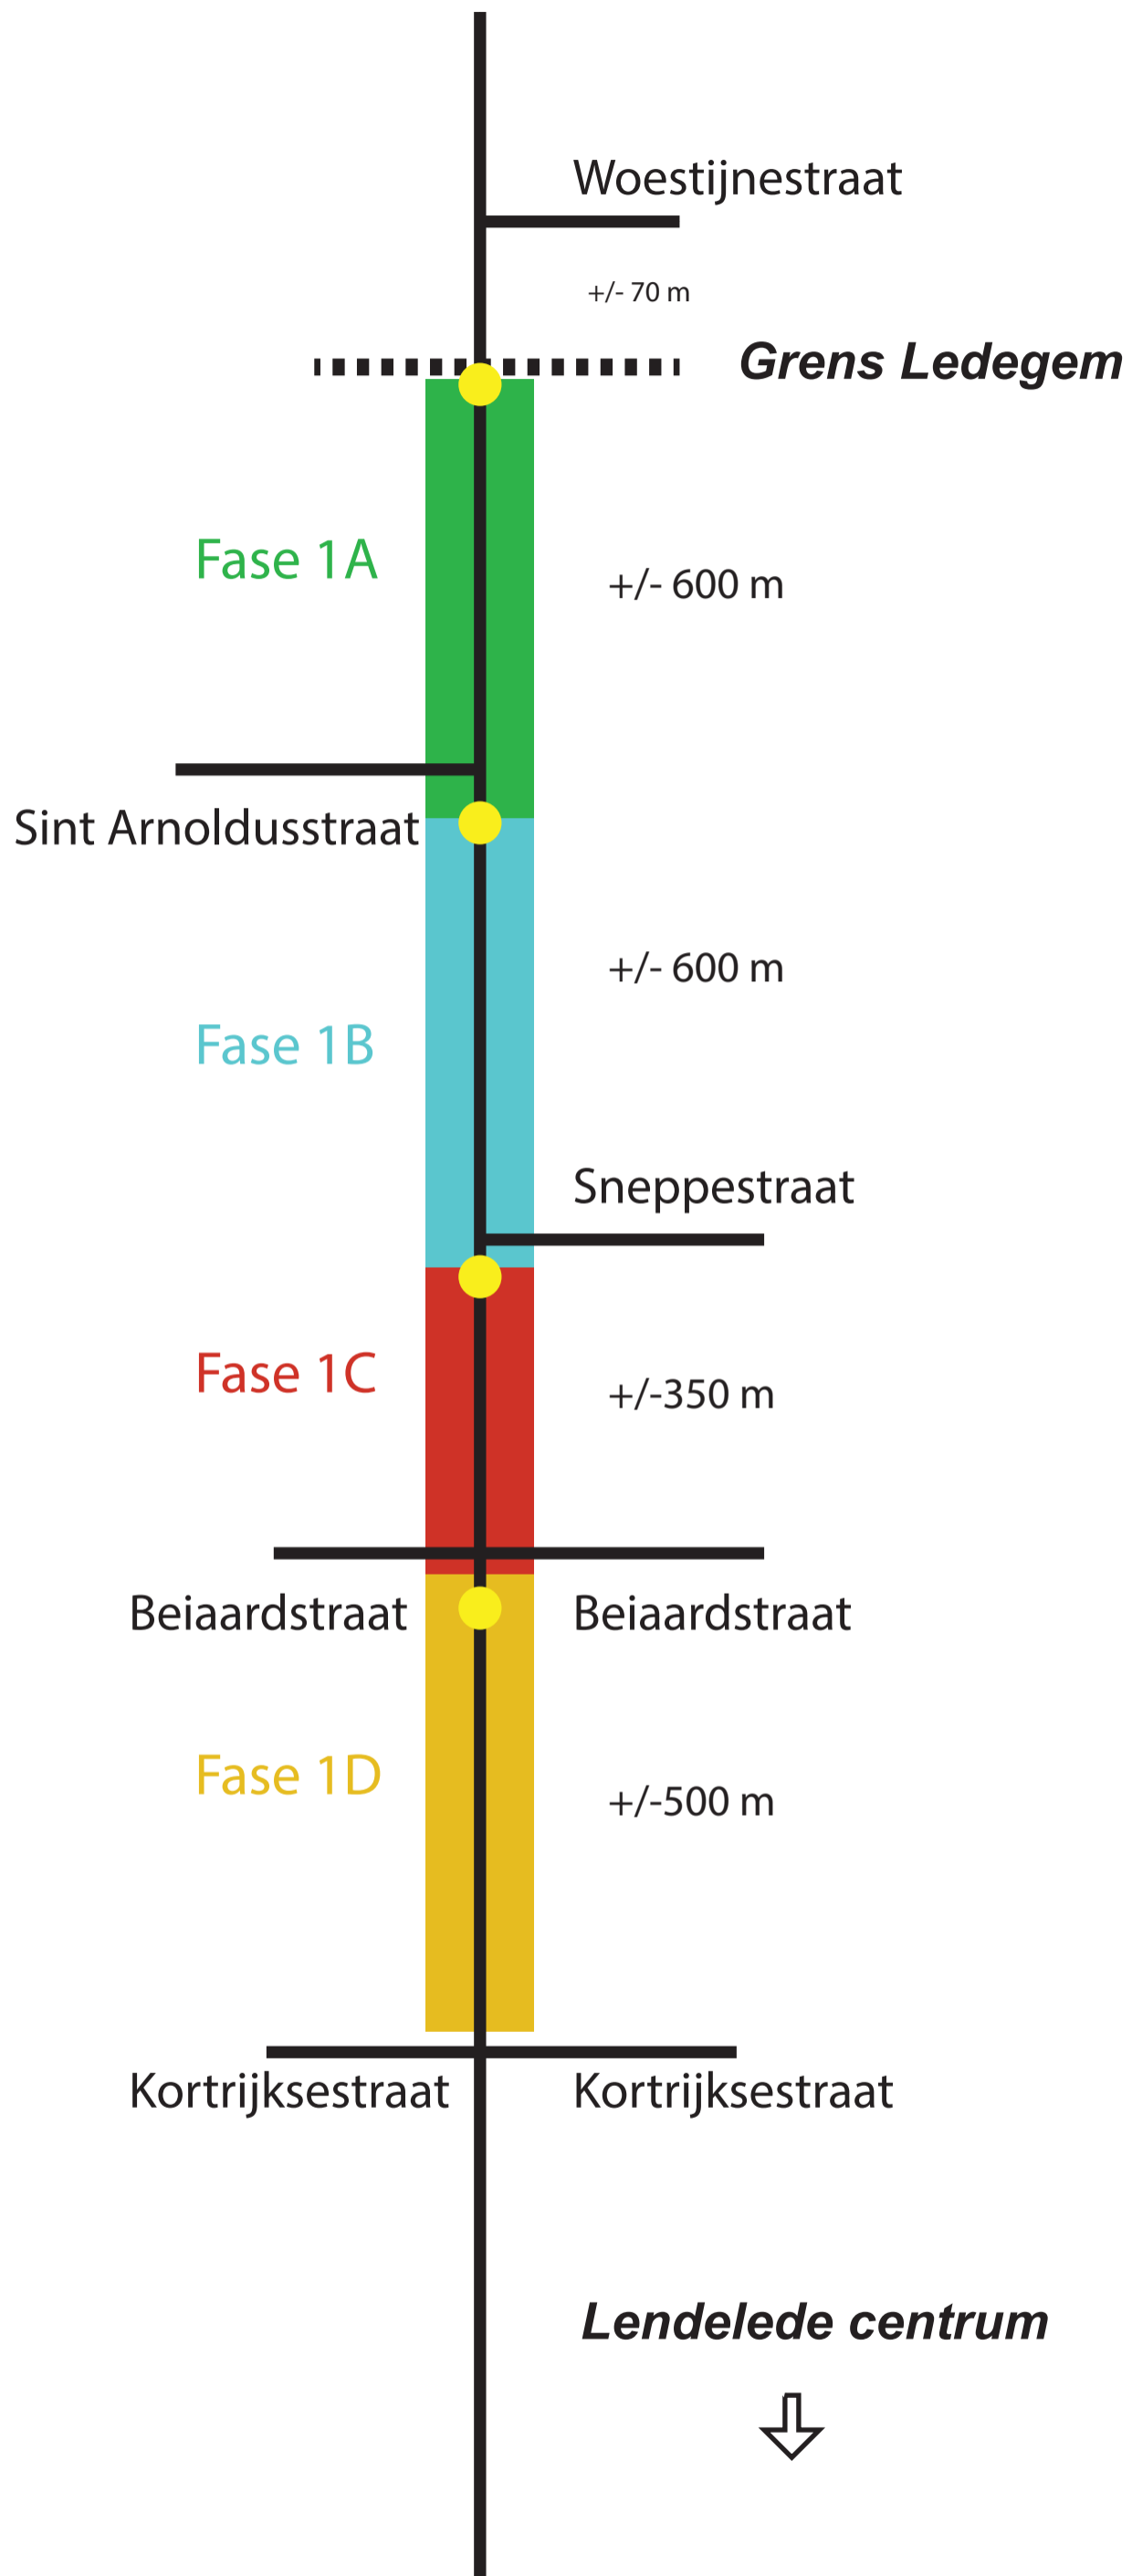 Woestijnestraat
+/- 70 m
Grens Ledegem
Fase 1A
+/- 600 m
Sint Arnoldusstraat
+/- 600 m
Fase 1B
Sneppestraat
Fase 1C
+/-350 m
Beiaardstraat
Beiaardstraat
Fase 1D
+/-500 m
Kortrijksestraat
Kortrijksestraat
Lendelede centrum